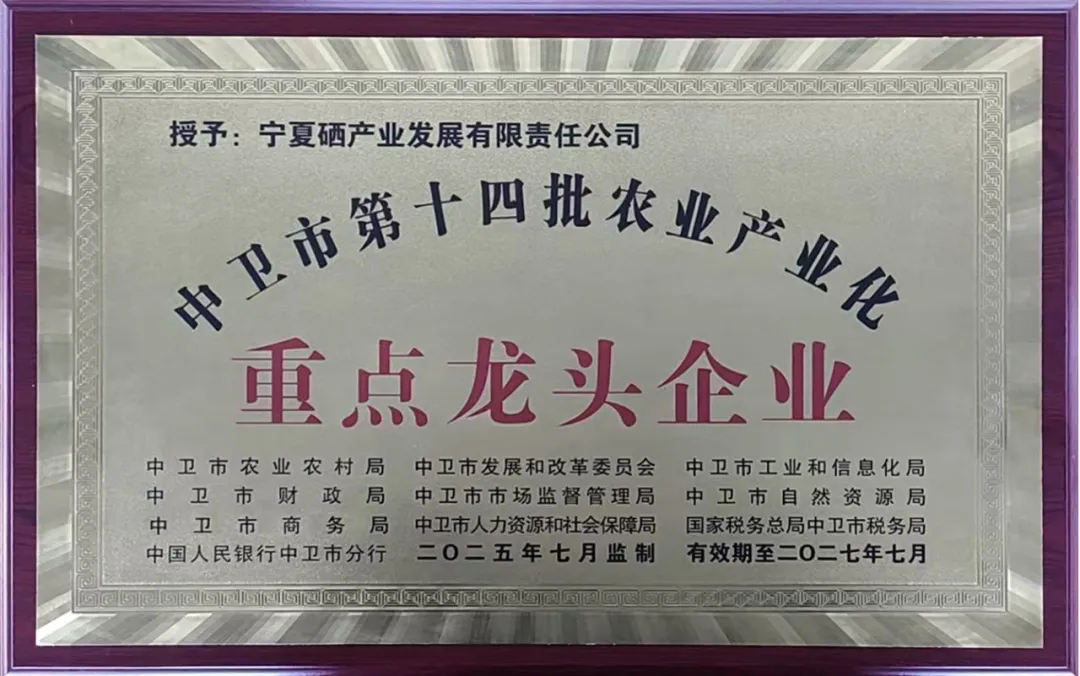 授予：宁夏硒产业发展有限责任公司
中卫市第十四批农业产业化
重点龙头企业
中卫市农业农村局 中卫市发展和改革委员会 中卫市工业和信息化局
中卫市财政局 中卫市市场监督管理局 中卫市自然资源局
中卫市商务局 中卫市人力资源和社会保障局 国家税务总局中卫市税务局
中国人民银行中卫市分行 二〇二五年七月监制 有效期至二〇二七年七月